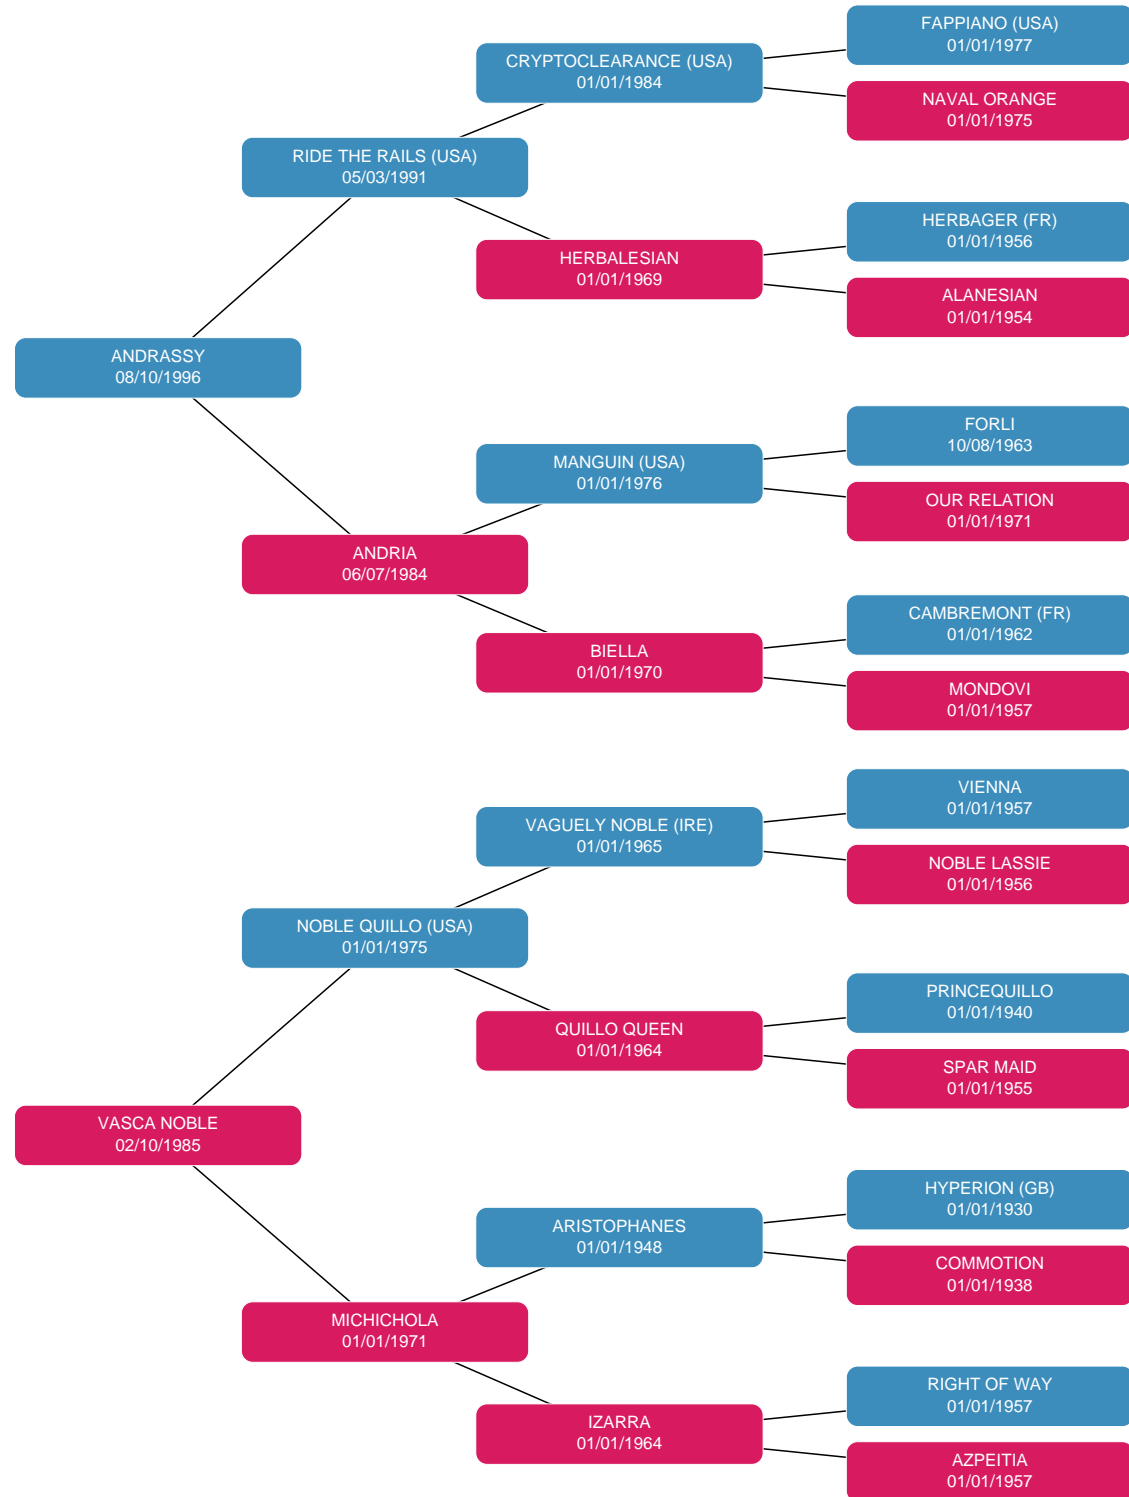 FAPPIANO (USA)
01/01/1977
CRYPTOCLEARANCE (USA)
01/01/1984
NAVAL ORANGE
01/01/1975
RIDE THE RAILS (USA)
05/03/1991
HERBAGER (FR)
01/01/1956
HERBALESIAN
01/01/1969
ALANESIAN
01/01/1954
ANDRASSY
08/10/1996
FORLI
10/08/1963
MANGUIN (USA)
01/01/1976
OUR RELATION
01/01/1971
ANDRIA
06/07/1984
CAMBREMONT (FR)
01/01/1962
BIELLA
01/01/1970
MONDOVI
01/01/1957
VIENNA
01/01/1957
VAGUELY NOBLE (IRE)
01/01/1965
NOBLE LASSIE
01/01/1956
NOBLE QUILLO (USA)
01/01/1975
PRINCEQUILLO
01/01/1940
QUILLO QUEEN
01/01/1964
SPAR MAID
01/01/1955
VASCA NOBLE
02/10/1985
HYPERION (GB)
01/01/1930
ARISTOPHANES
01/01/1948
COMMOTION
01/01/1938
MICHICHOLA
01/01/1971
RIGHT OF WAY
01/01/1957
IZARRA
01/01/1964
AZPEITIA
01/01/1957